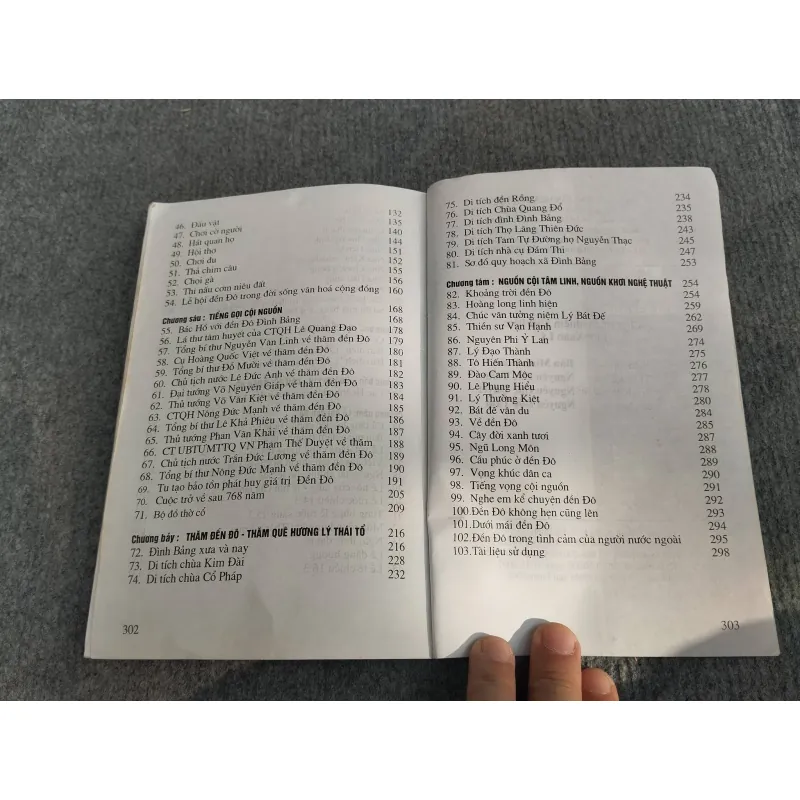 46. Đấu vật 132
47. Chơi cờ người 135
48. Hát quan họ 140
49. Hội thơ 144
50. Chơi đu 151
51. Thả chim câu 152
52. Chọi gà 155
53. Thi nấu cơm niêu đất 156
54. Lễ hội đền Đô trong đời sống văn hoá cộng đồng 160
Chương sáu : TIẾNG GỌI CỘI NGUỒN 168
55. Bác Hồ với đền Đô Đình Bảng 168
56. Lá thư tâm huyết của CTQH Lê Quang Đạo 178
57. Tổng bí thư Nguyễn Văn Linh về thăm đền Đô 179
58. Cụ Hoàng Quốc Việt về thăm đền Đô 180
59. Tổng bí thư Đỗ Mười về thăm đền Đô 181
60. Chủ tịch nước Lê Đức Anh về thăm đền Đô 182
61. Đại tướng Võ Nguyên Giáp về thăm đền Đô 183
62. Thủ tướng Võ Văn Kiệt về thăm đền Đô 184
63. CTQH Nông Đức Mạnh về thăm đền Đô 185
64. Tổng bí thư Lê Khả Phiêu về thăm đền Đô 186
65. Thủ tướng Phan Văn Khải về thăm đền Đô 187
66. CT UBTUMTTQ VN Phạm Thế Duyệt về thăm 188
67. Chủ tịch nước Trần Đức Lương về thăm đền Đô 189
68. Tổng bí thư Nông Đức Mạnh về thăm đền Đô 190
69. Tu tạo bảo tồn phát huy giá trị Đền Đô 191
70. Cuộc trở về sau 768 năm 205
71. Bộ đồ thờ cổ 209
Chương bảy : THĂM ĐỀN ĐÔ - THĂM QUÊ HƯƠNG LÝ THÁI TỔ 216
72. Đình Bảng xưa và nay 216
73. Di tích chùa Kim Đài 228
74. Di tích chùa Cổ Pháp 232
302
75. Di tích đền Rồng 234
76. Di tích Chùa Quang Đổ 235
77. Di tích đình Đình Bảng 238
78. Di tích Thọ Lăng Thiên Đức 243
79. Di tích Tam Tự Đường họ Nguyễn Thạc 245
80. Di tích nhà cụ Đám Thi 247
81. Sơ đồ quy hoạch xã Đình Bảng 253
Chương tám : NGUỒN CỘI TÂM LINH, NGUỒN KHƠI NGHỆ THUẬT 254
82. Khoảng trời đền Đô 254
83. Hoàng long linh hiện 259
84. Chúc văn tưởng niệm Lý Bát Đế 262
85. Thiền sư Vạn Hạnh 269
86. Nguyên Phi Ỷ Lan 274
87. Lý Đạo Thành 275
88. Tô Hiến Thành 276
89. Đào Cam Mộc 277
90. Lê Phụng Hiểu 278
91. Lý Thường Kiệt 280
92. Bát đế vân du 284
93. Về đền Đô 285
94. Cây đời xanh tươi 287
95. Ngũ Long Môn 288
96. Cầu phúc ở đền Đô 289
97. Vọng khúc dân ca 290
98. Tiếng vọng cội nguồn 291
99. Nghe em kể chuyện đền Đô 292
100.Đền Đô không hẹn cũng lên 293
101.Dưới mái đền Đô 294
102.Đền Đô trong tình cảm của người nước ngoài 295
103.Tài liệu sử dụng 298
303